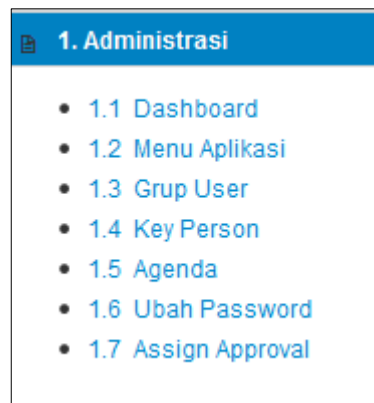 1. Administrasi
1.1 Dashboard
1.2 Menu Aplikasi
1.3 Grup User
1.4 Key Person
1.5 Agenda
1.6 Ubah Password
1.7 Assign Approval